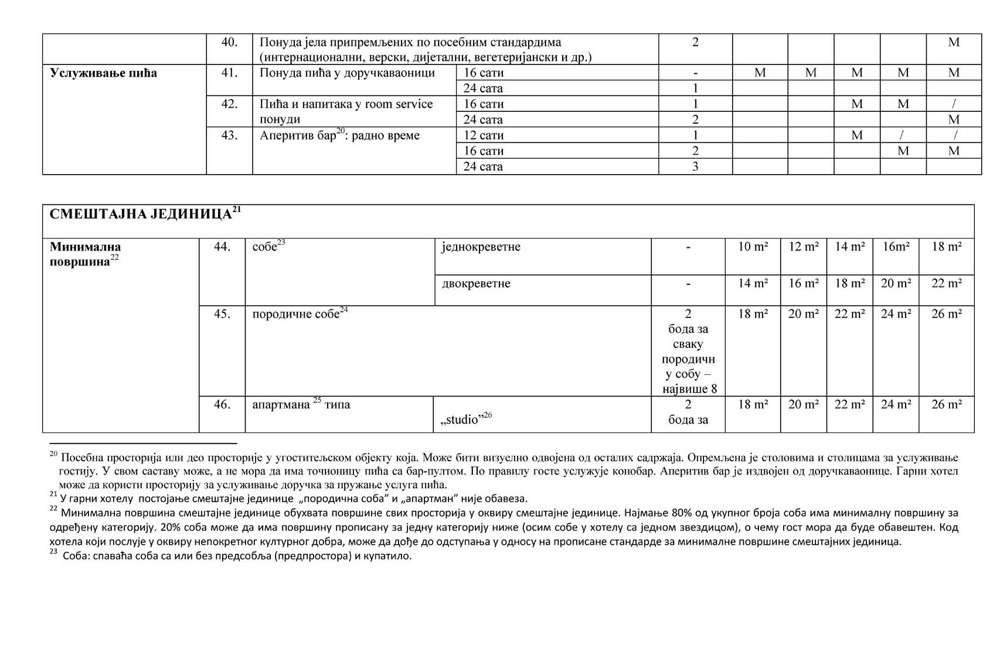 40. Понуда јела припремљених по посебним стандардима 2 М
(интернационални, верски, дијетални, вегетеријански и др.)
Услуживање пића 41. Понуда пића у доручкаваоници 16 сати - М М М М М
24 сата 1
42. Пића и напитака у room service 16 сати 1 М М /
понуди 24 сата 2 М
43. Аперитив бар20: радно време 12 сати 1 М / /
16 сати 2 М М
24 сата 3
СМЕШТАЈНА ЈЕДИНИЦА21
Минимална 44. собе23 једнокреветне - 10 m² 12 m² 14 m² 16m² 18 m²
површина22
двокреветне - 14 m² 16 m² 18 m² 20 m² 22 m²
45. породичне собе24 2 18 m² 20 m² 22 m² 24 m² 26 m²
бода за
сваку
породичн
у собу –
највише 8
46. апартмана 25 типа 2 18 m² 20 m² 22 m² 24 m² 26 m²
„studio”26 бода за
20 Посебна просторија или део просторије у угоститељском објекту која. Може бити визуелно одвојена од осталих садржаја. Опремљена је столовима и столицама за услуживање
гостију. У свом саставу може, а не мора да има точионицу пића са бар-пултом. По правилу госте услужује конобар. Аперитив бар је издвојен од доручкаваонице. Гарни хотел
може да користи просторију за услуживање доручка за пружање услуга пића.
21 У гарни хотелу постојање смештајне јединице „породична соба” и „апартман” није обавеза.
22 Минимална површина смештајне јединице обухвата површине свих просторија у оквиру смештајне јединице. Најмање 80% од укупног броја соба има минималну површину за
одређену категорију. 20% соба може да има површину прописану за једну категорију ниже (осим собе у хотелу са једном звездицом), о чему гост мора да буде обавештен. Код
хотела који послује у оквиру непокретног културног добра, може да дође до одступања у односу на прописане стандарде за минималне површине смештајних јединица.
23 Соба: спаваћа соба са или без предсобља (предпростора) и купатило.